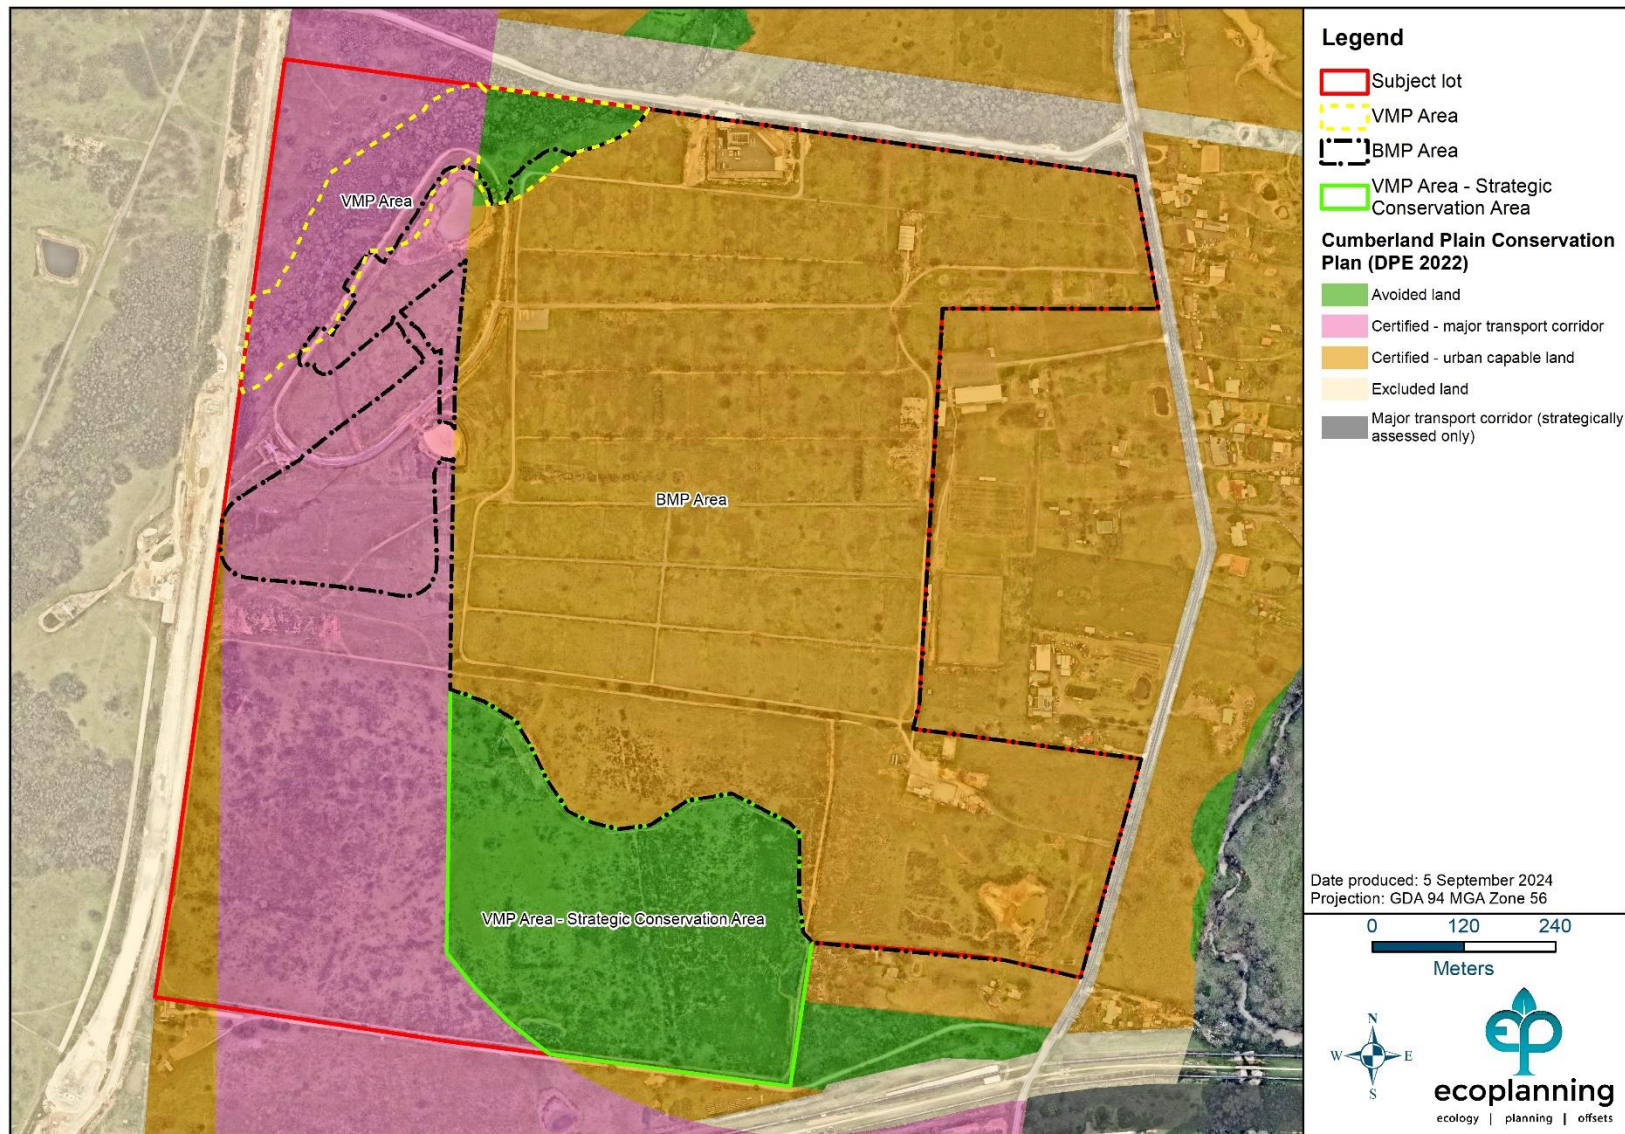 Legend
Subject lot
VMP Area
BMP Area
VMP Area - Strategic
Conservation Area
Cumberland Plain Conservation
Plan (DPE 2022)
Avoided land
Certified - major transport corridor
Certified - urban capable land
Excluded land
Major transport corridor (strategically
assessed only)
VMP Area
BMP Area
VMP Area - Strategic Conservation Area
Date produced: 5 September 2024
Projection: GDA 94 MGA Zone 56
0 120 240
Meters
N
W E
S
ep
ecoplanning
ecology | planning | offsets